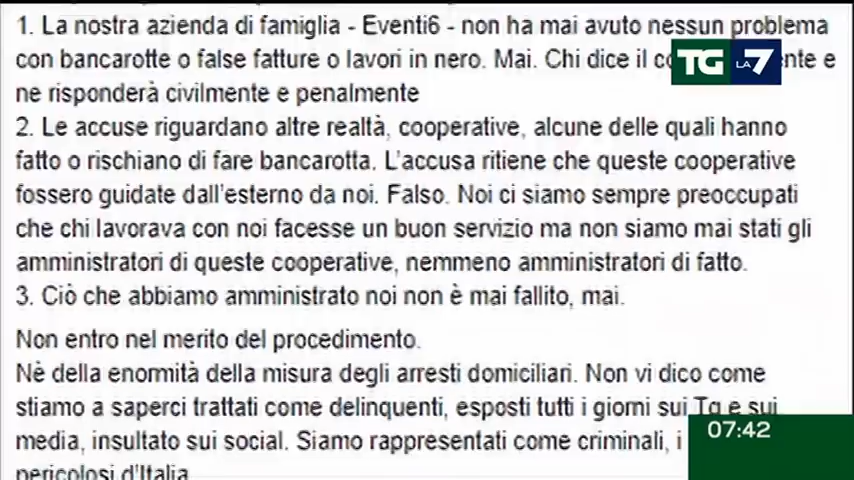 1. La nostra azienda di famiglia - Eventi6 - non ha mai avuto nessun problema
con bancarotte o false fatture o lavori in nero. Mai. Chi dice il
ne risponderà civilmente e penalmente
2. Le accuse riguardano altre realtà, cooperative, alcune delle quali hanno
fatto o rischiano di fare bancarotta. L'accusa ritiene che queste cooperative
fossero guidate dall'esterno da noi. Falso. Noi ci siamo sempre preoccupati
che chi lavorava con noi facesse un buon servizio ma non siamo mai stati gli
amministratori di queste cooperative, nemmeno amministratori di fatto.
3. Ciò che abbiamo amministrato noi non è mai fallito, mai.
Non entro nel merito del procedimento.
Nè della enormità della misura degli arresti domiciliari. Non vi dico come
stiamo a saperci trattati come delinquenti, esposti tutti i giorni sui Tg e sui
media, insultato sui social. Siamo rappresentati come criminali, i
pericolosi d'Italia
TG LA 7
07:42